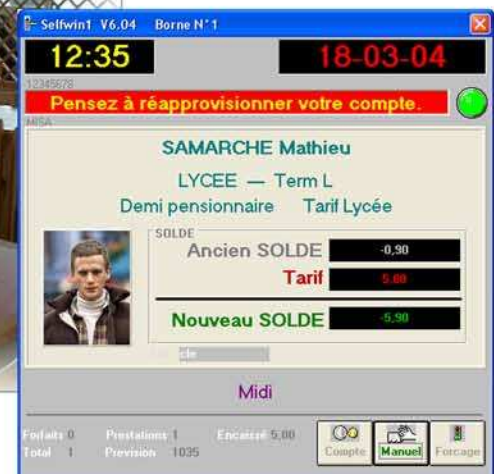 Selfwin1 V6.04 Borne N°1
12:35 18-03-04
12345678
Pensez à réapprovisionner votre compte.
MISA
SAMARCHE Mathieu
LYCEE — Term L
Demi pensionnaire Tarif Lycée
SOLDE
Ancien SOLDE -0,90
Tarif 5,00
Nouveau SOLDE -5,90
cle
Midi
Forfaits 0 Prestations 1 Encaissé 5,00
Total 1 Prevision 1035
Compte Manuel Forcage